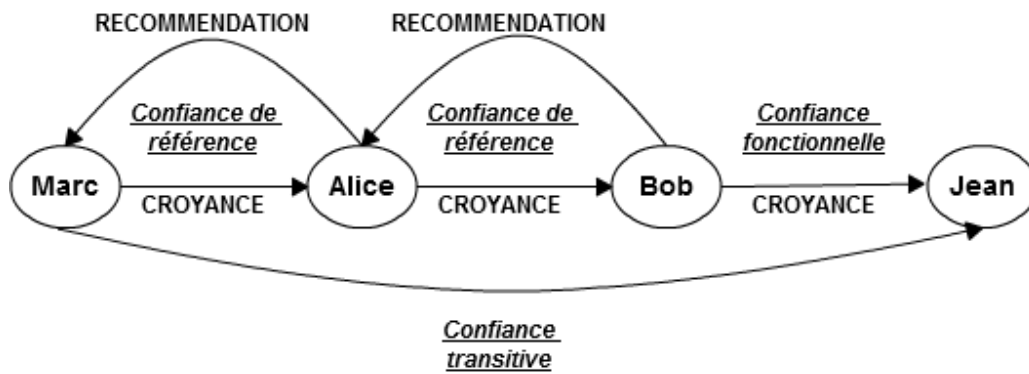 RECOMMENDATION RECOMMENDATION
Confiance de référence Confiance de référence Confiance fonctionnelle
Marc Alice Bob Jean
CROYANCE CROYANCE CROYANCE
Confiance
transitive